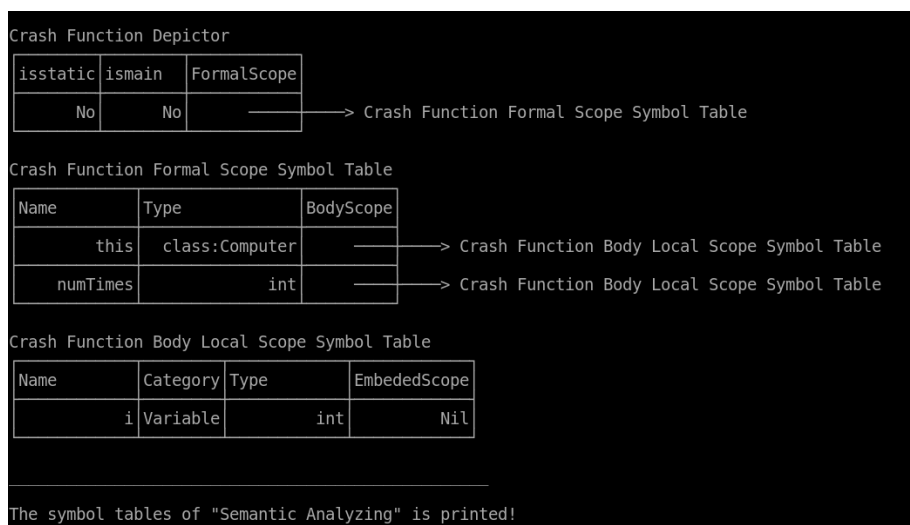 Crash Function Depictor
isstatic ismain FormalScope
No No ————> Crash Function Formal Scope Symbol Table
Crash Function Formal Scope Symbol Table
Name Type BodyScope
this class:Computer ————> Crash Function Body Local Scope Symbol Table
numTimes int ————> Crash Function Body Local Scope Symbol Table
Crash Function Body Local Scope Symbol Table
Name Category Type EmbededScope
i Variable int Nil
The symbol tables of "Semantic Analyzing" is printed!